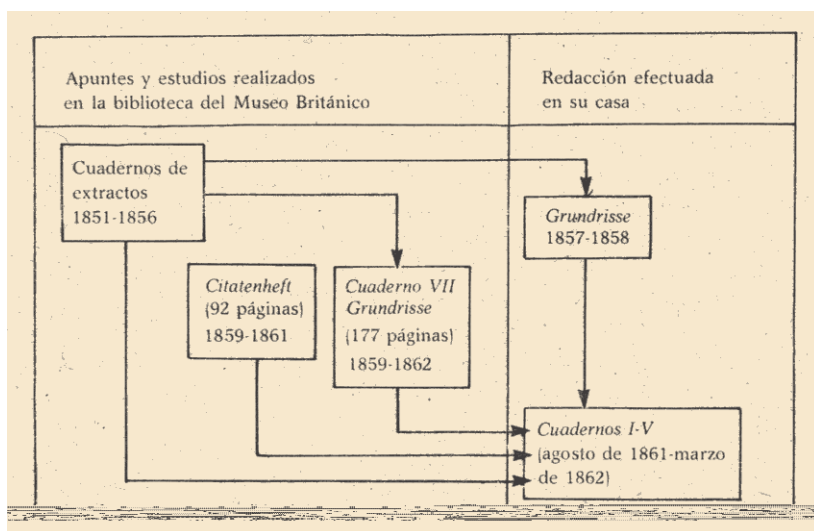 Apuntes y estudios realizados
en la biblioteca del Museo Británico
Redacción efectuada
en su casa
Cuadernos de
extractos
1851-1856
Grundrisse
1857-1858
Citatenheft
(92 páginas)
1859-1861
Cuaderno VII
Grundrisse
(177 páginas)
1859-1862
Cuadernos I-V
(agosto de 1861-marzo
de 1862)